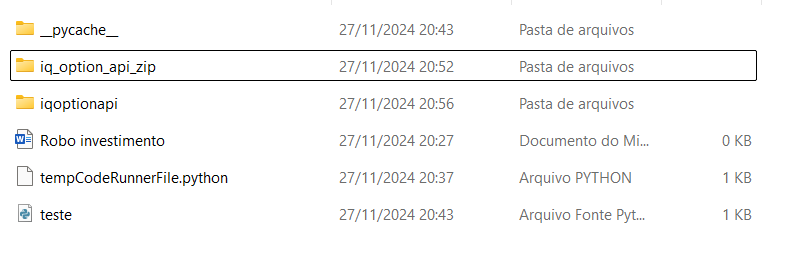 __pycache__ 27/11/2024 20:43 Pasta de arquivos
iq_option_api_zip 27/11/2024 20:52 Pasta de arquivos
iqoptionapi 27/11/2024 20:56 Pasta de arquivos
Robo investimento 27/11/2024 20:27 Documento do Mi... 0 KB
tempCodeRunnerFile.python 27/11/2024 20:37 Arquivo PYTHON 1 KB
teste 27/11/2024 20:43 Arquivo Fonte Pyt... 1 KB